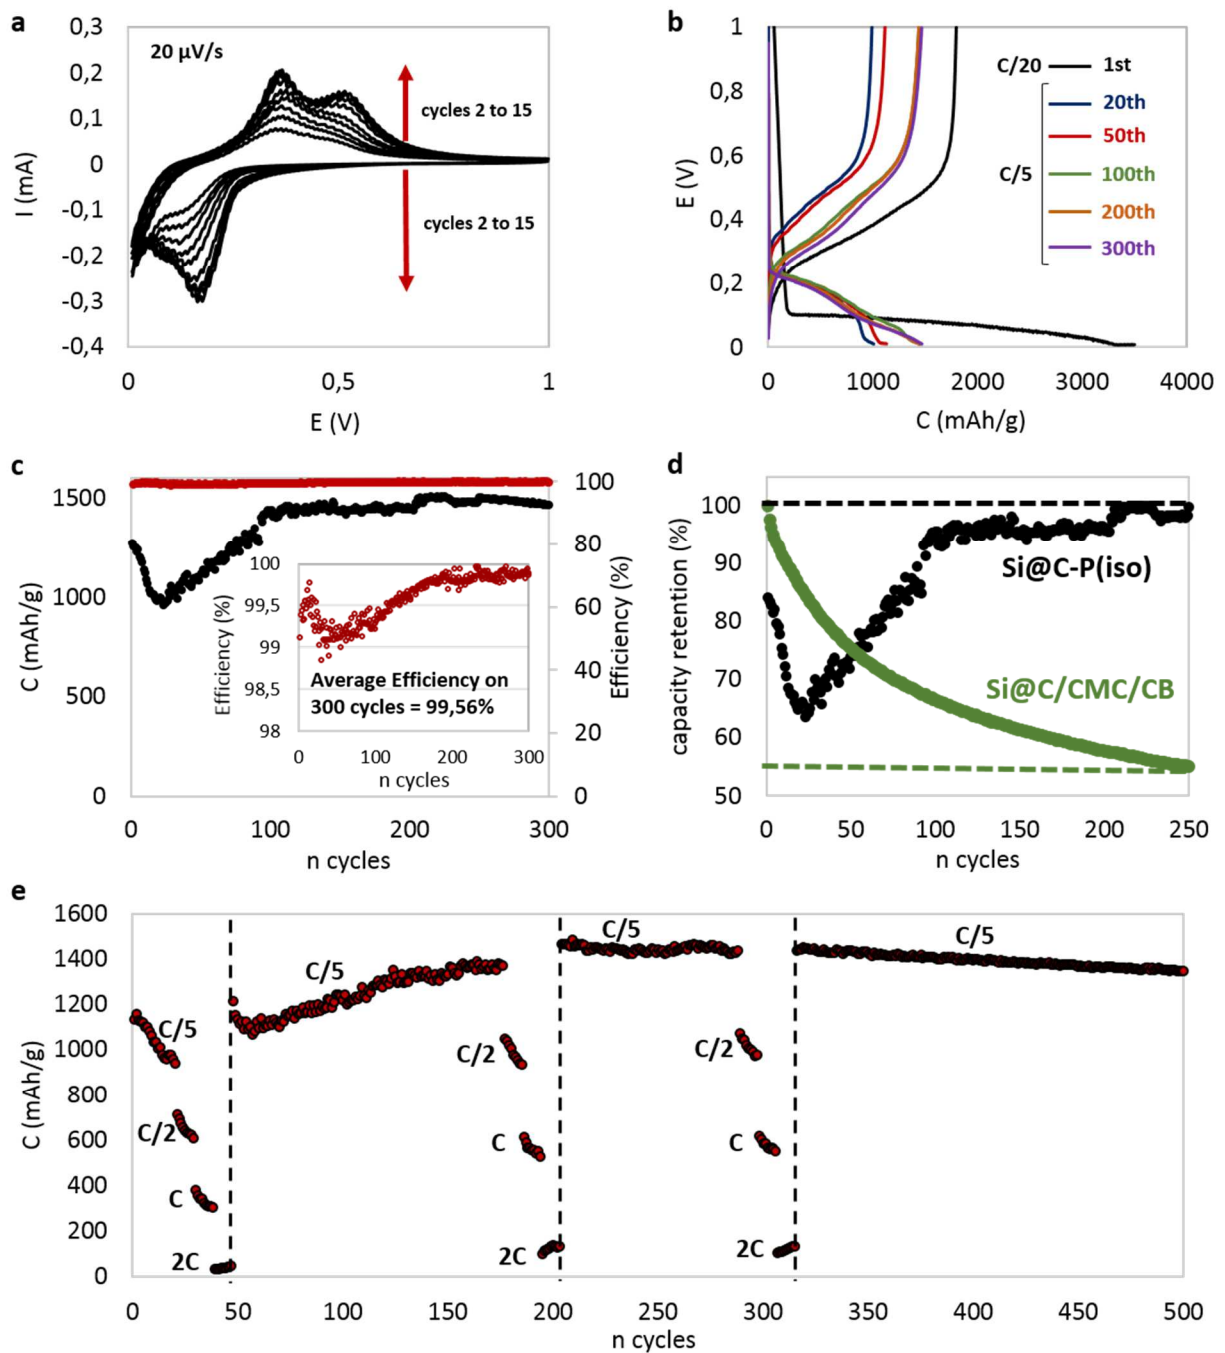 a
20 µV/s
cycles 2 to 15
cycles 2 to 15
I (mA)
0,3
0,2
0,1
0
-0,1
-0,2
-0,3
-0,4
0
0,5
1
E (V)
b
C/20
1st
20th
50th
C/5
100th
200th
300th
E (V)
1
0,8
0,6
0,4
0,2
0
0
1000
2000
3000
4000
C (mAh/g)
c
C (mAh/g)
1500
1000
500
0
100
80
60
40
20
0
Efficiency (%)
0
100
200
300
n cycles
Efficiency (%)
100
99,5
99
98,5
98
Average Efficiency on
300 cycles = 99,56%
0
100
200
300
n cycles
d
capacity retention (%)
100
90
80
70
60
50
Si@C-P(iso)
Si@C/CMC/CB
0
50
100
150
200
250
n cycles
e
C (mAh/g)
1600
1400
1200
1000
800
600
400
200
0
C/5
C/2
C
2C
C/5
C/2
C
2C
C/5
C/2
C
2C
C/5
0
50
100
150
200
250
300
350
400
450
500
n cycles